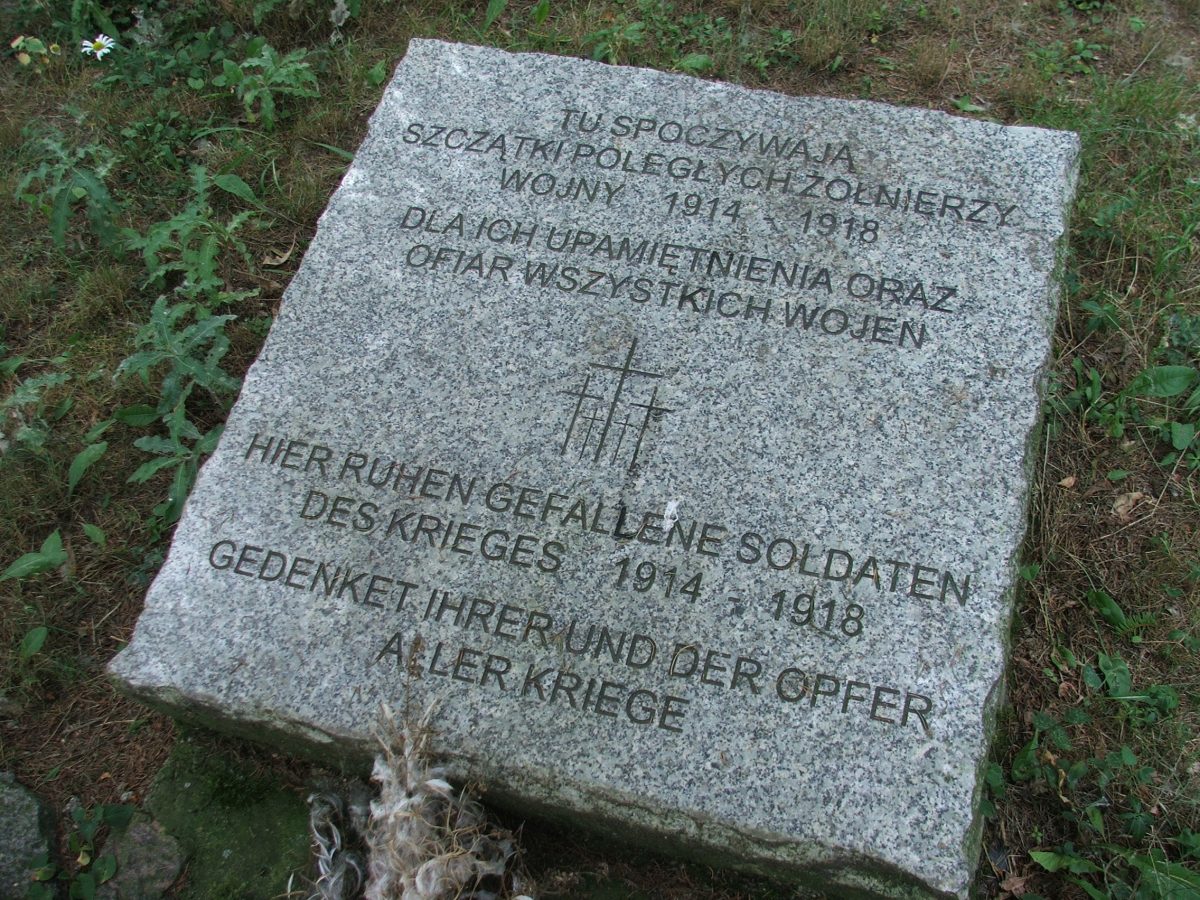 TU SPOCZYWAJĄ
SZCZĄTKI POLEGŁYCH ŻOŁNIERZY
WOJNY 1914 - 1918
DLA ICH UPAMIĘTNIENIA ORAZ
OFIAR WSZYSTKICH WOJEN
HIER RUHEN GEFALLENE SOLDATEN
DES KRIEGES 1914 - 1918
GEDENKET IHRER UND DER OPFER
ALLER KRIEGE